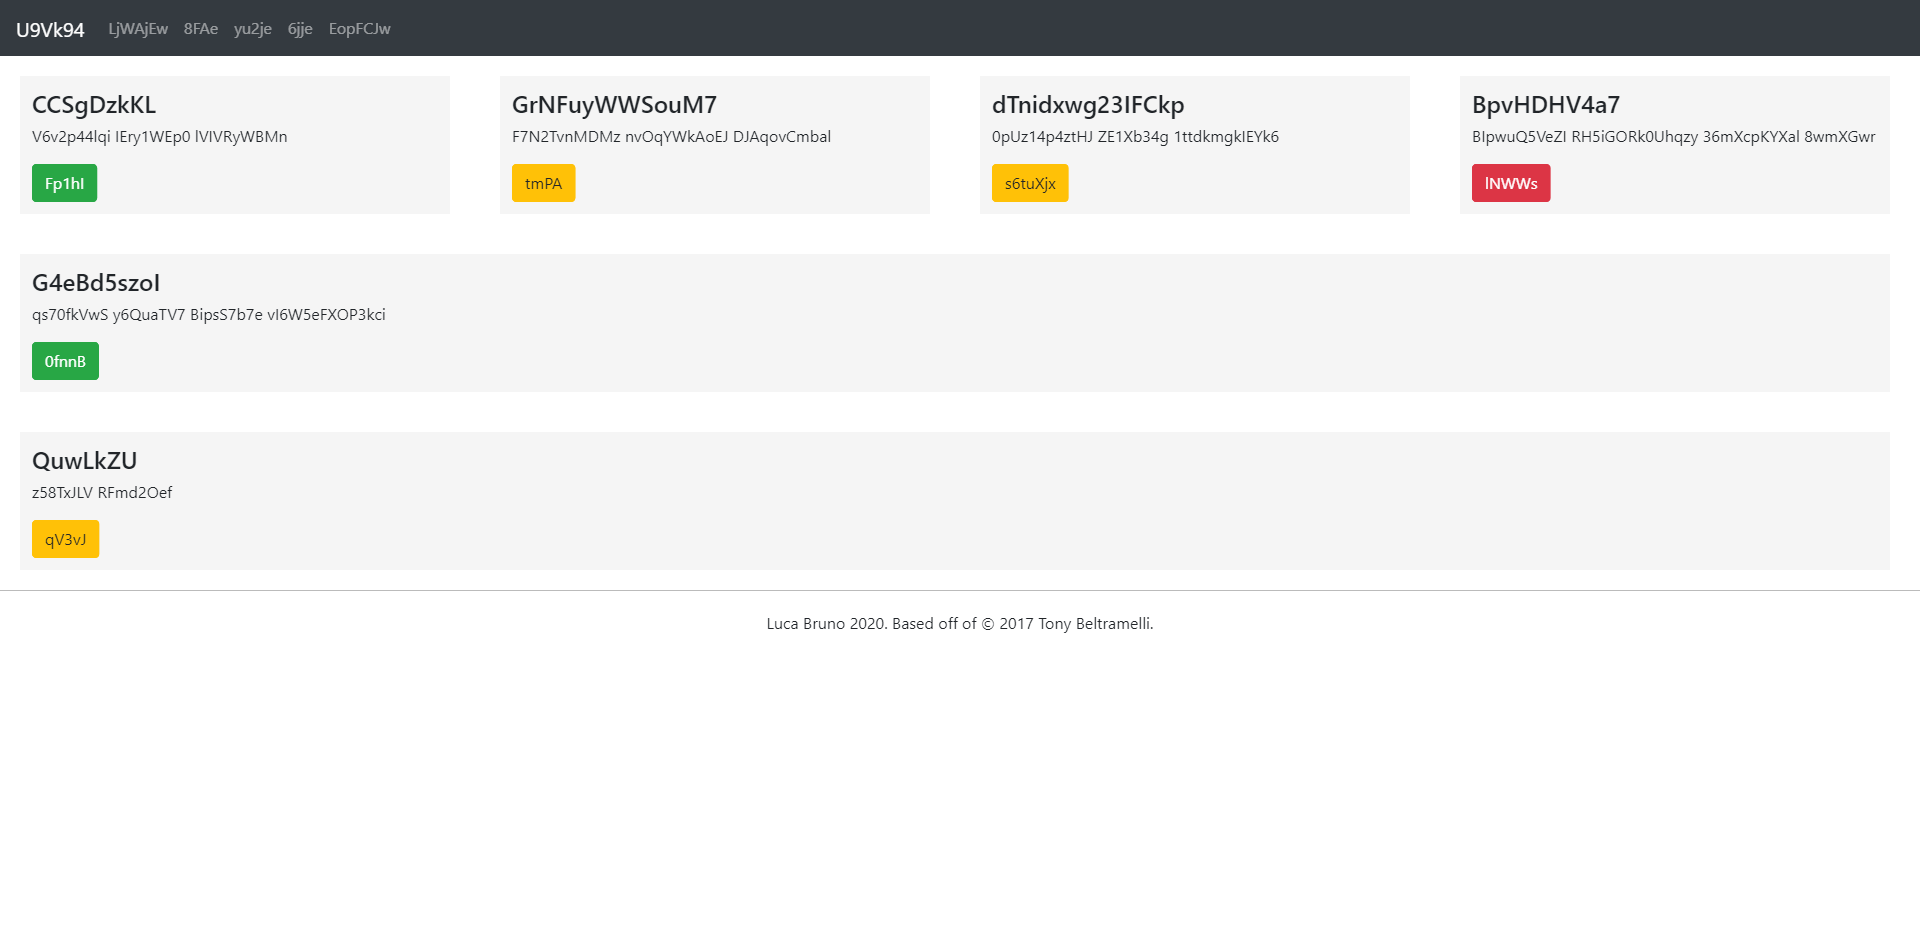 U9Vk94 LjWAjEw 8FAe yu2je 6jje EopFCJw
CCSgDzkKL
V6v2p44lqi IEry1WEp0 lVIVRyWBMn
Fp1hI
GrNFuyWWSouM7
F7N2TvnMDMz nvOqYWkAoEJ DJAqovCmbal
tmPA
dTnidxwg23IFCkp
0pUz14p4ztHJ ZE1Xb34g 1ttdkmgkIEYk6
s6tuXjx
BpvHDHV4a7
BIpwuQ5VeZI RH5iGORk0Uhqzy 36mXcpKYXal 8wmXGwr
lNWWs
G4eBd5szoI
qs70fkVwS y6QuaTV7 BipsS7b7e vI6W5eFXOP3kci
0fnnB
QuwLkZU
z58TxJLV RFmd2Oef
qV3vJ
Luca Bruno 2020. Based off of © 2017 Tony Beltramelli.